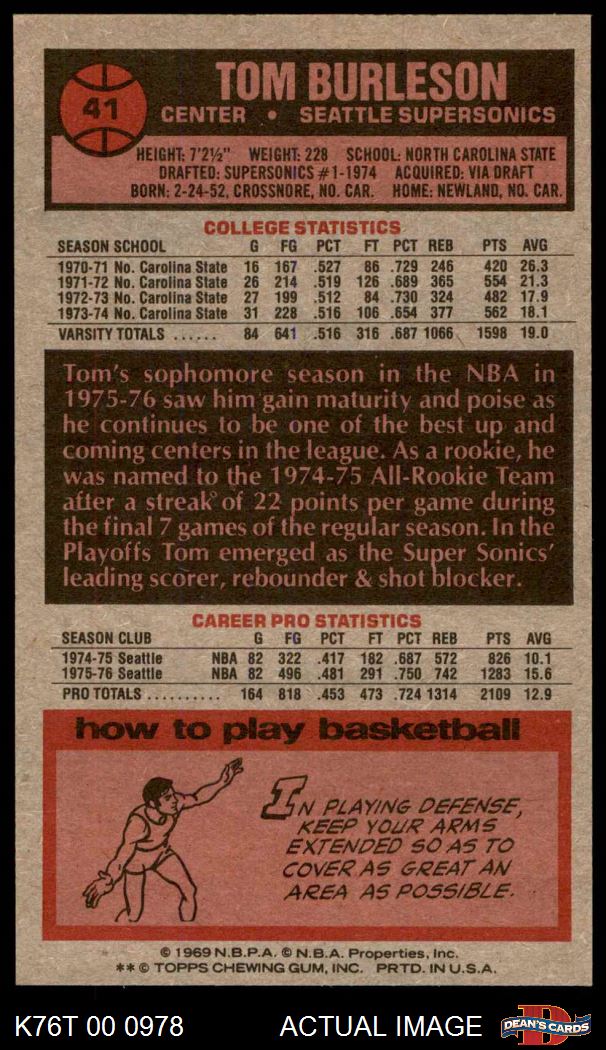 41
TOM BURLESON
CENTER • SEATTLE SUPERSONICS
HEIGHT: 7'2½" WEIGHT: 228 SCHOOL: NORTH CAROLINA STATE
DRAFTED: SUPERSONICS #1-1974 ACQUIRED: VIA DRAFT
BORN: 2-24-52, CROSSNORE, NO. CAR. HOME: NEWLAND, NO. CAR.
COLLEGE STATISTICS
SEASON SCHOOL G FG PCT FT PCT REB PTS AVG
1970-71 No. Carolina State 16 167 .527 86 .729 246 420 26.3
1971-72 No. Carolina State 26 214 .519 126 .689 365 554 21.3
1972-73 No. Carolina State 27 199 .512 84 .730 324 482 17.9
1973-74 No. Carolina State 31 228 .516 106 .654 377 562 18.1
VARSITY TOTALS ...... 84 641 .516 316 .687 1066 1598 19.0
Tom's sophomore season in the NBA in
1975-76 saw him gain maturity and poise as
he continues to be one of the best up and
coming centers in the league. As a rookie, he
was named to the 1974-75 All-Rookie Team
after a streak of 22 points per game during
the final 7 games of the regular season. In the
Playoffs Tom emerged as the Super Sonics'
leading scorer, rebounder & shot blocker.
CAREER PRO STATISTICS
SEASON CLUB G FG PCT FT PCT REB PTS AVG
1974-75 Seattle NBA 82 322 .417 182 .687 572 826 10.1
1975-76 Seattle NBA 82 496 .481 291 .750 742 1283 15.6
PRO TOTALS .......... 164 818 .453 473 .724 1314 2109 12.9
how to play basketball
IN PLAYING DEFENSE,
KEEP YOUR ARMS
EXTENDED SO AS TO
COVER AS GREAT AN
AREA AS POSSIBLE.
© 1969 N.B.P.A. © N.B.A. Properties, Inc.
** © TOPPS CHEWING GUM, INC. PRTD. IN U.S.A.
K76T 00 0978 ACTUAL IMAGE D DEAN'S CARDS